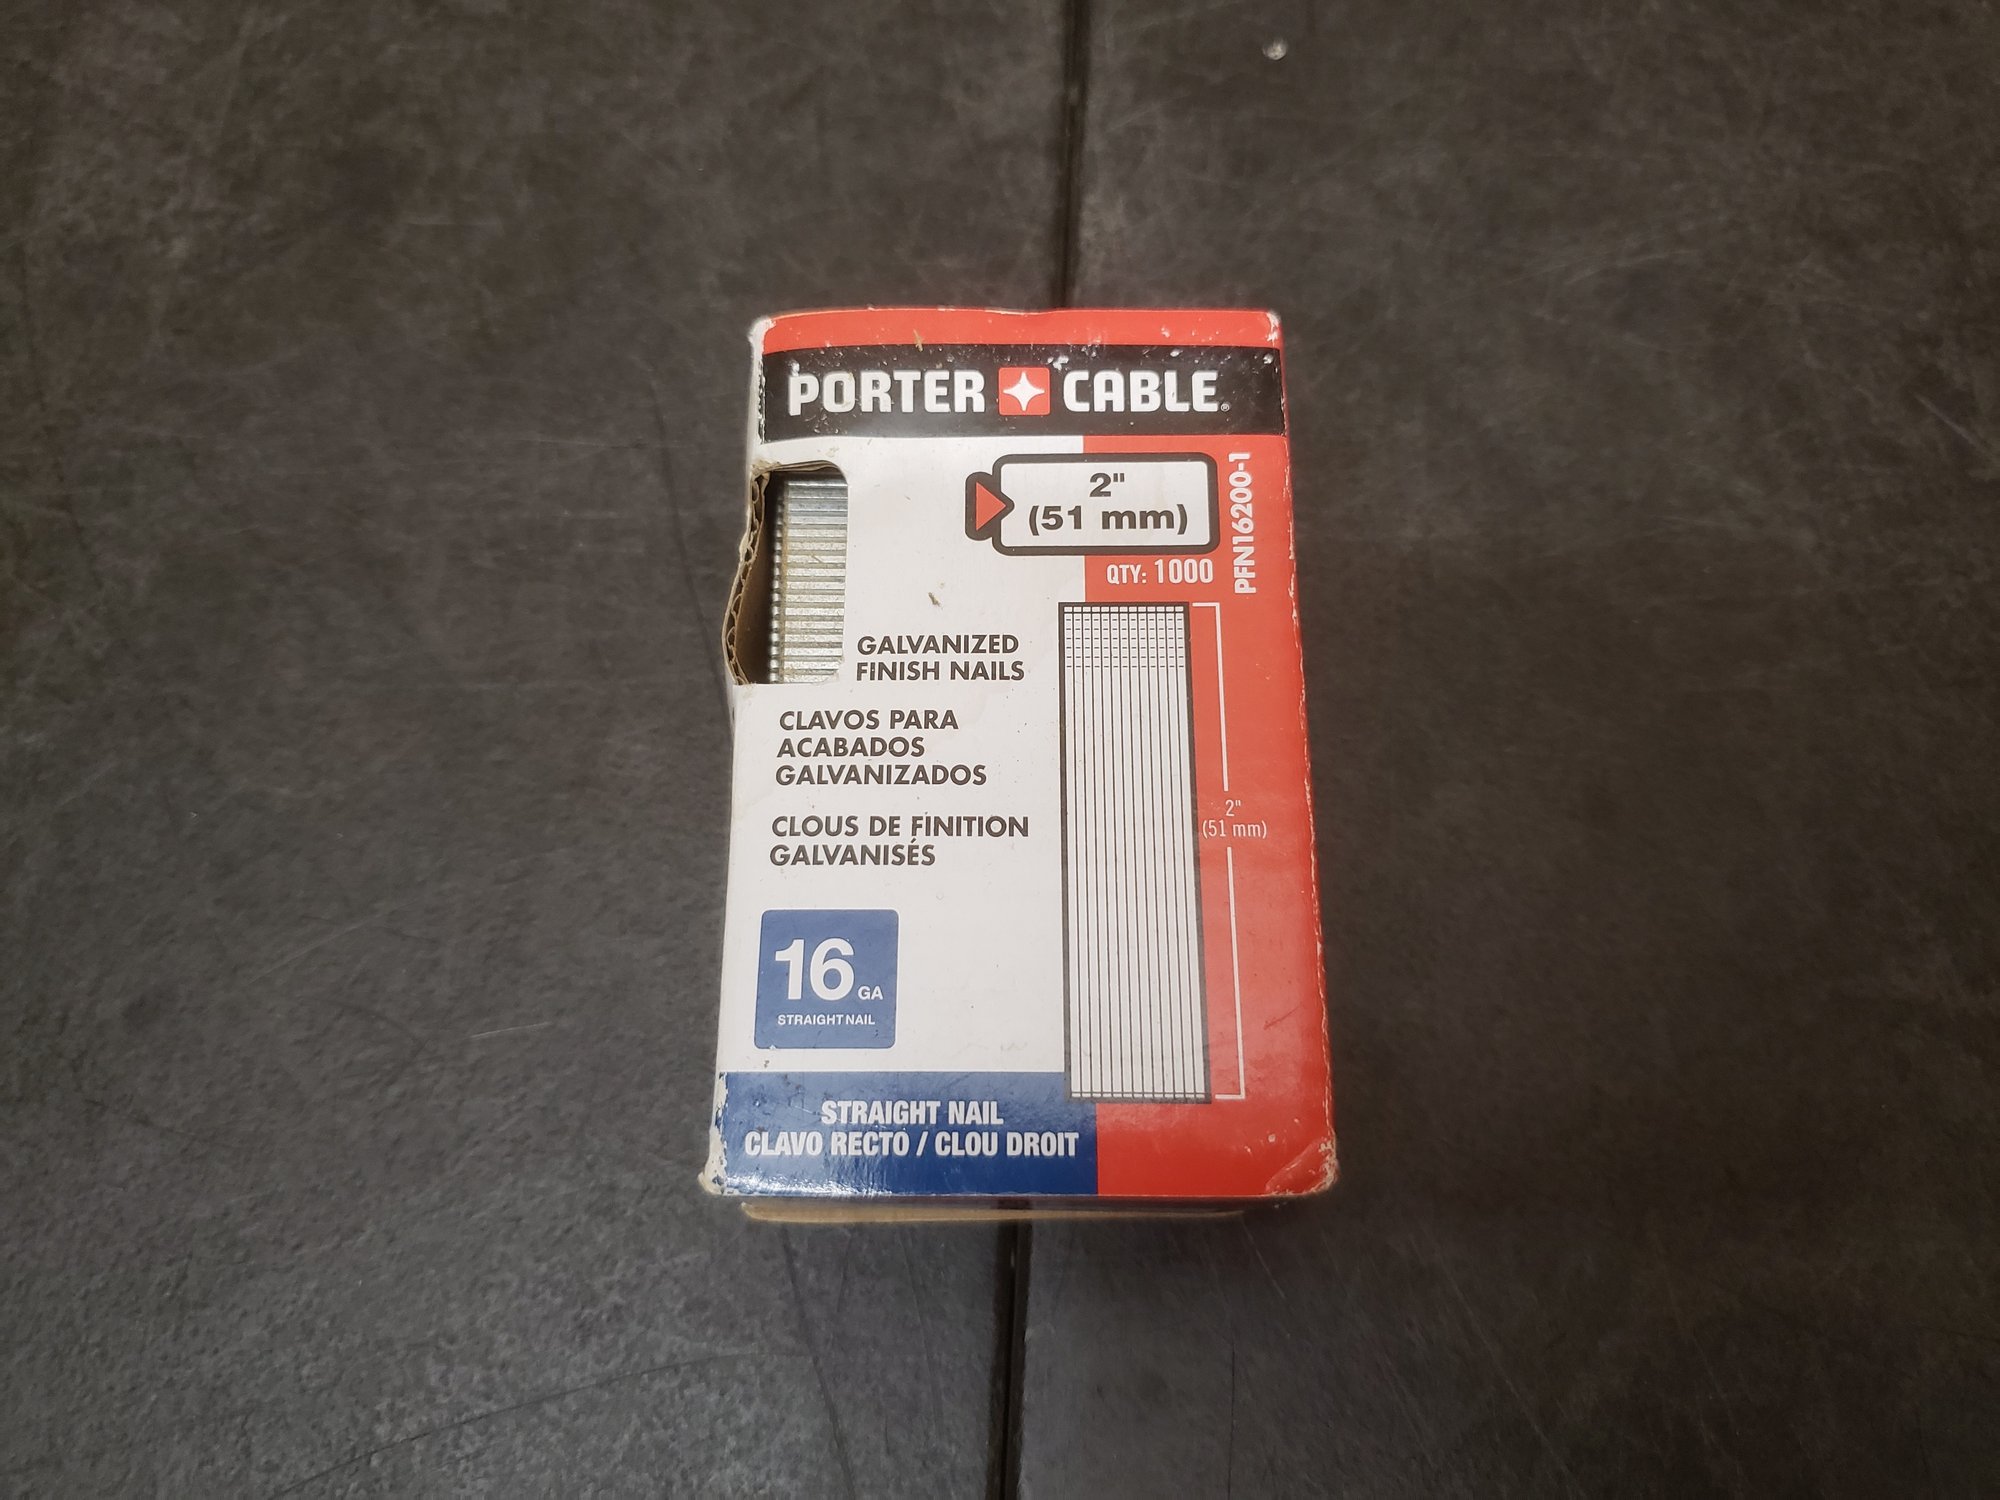 PORTER CABLE®
2"
(51 mm)
PFN16200-1
QTY: 1000
GALVANIZED
FINISH NAILS
CLAVOS PARA
ACABADOS
GALVANIZADOS
2"
(51 mm)
CLOUS DE FINITION
GALVANISÉS
16 GA
STRAIGHT NAIL
STRAIGHT NAIL
CLAVO RECTO / CLOU DROIT